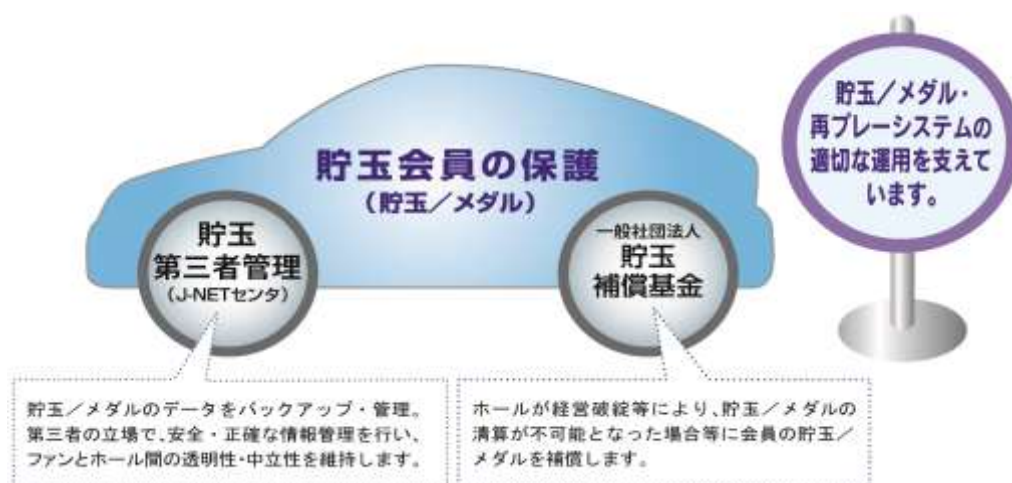 貯玉会員の保護
(貯玉／メダル)
貯玉／メダル・
再プレーシステムの
適切な運用を支えて
います。
貯玉
第三者管理
(J-NETセンタ)
一般社団法人
貯玉
補償基金
貯玉／メダルのデータをバックアップ・管理。
第三者の立場で、安全・正確な情報管理を行い、
ファンとホール間の透明性・中立性を維持します。
ホールが経営破綻等により、貯玉／メダルの
清算が不可能となった場合等に会員の貯玉／
メダルを補償します。